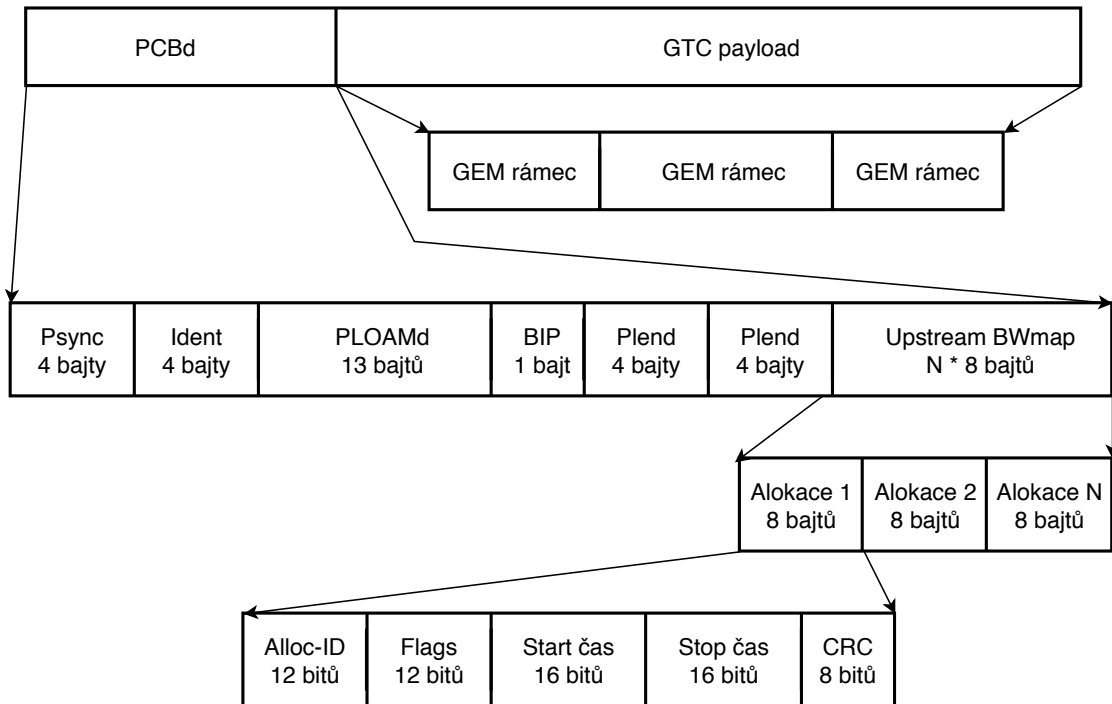 PCBd
GTC payload
GEM rámec
GEM rámec
GEM rámec
Psync
4 bajty
Ident
4 bajty
PLOAMd
13 bajtů
BIP
1 bajt
Plend
4 bajty
Plend
4 bajty
Upstream BWmap
N * 8 bajtů
Alokace 1
8 bajtů
Alokace 2
8 bajtů
Alokace N
8 bajtů
Alloc-ID
12 bitů
Flags
12 bitů
Start čas
16 bitů
Stop čas
16 bitů
CRC
8 bitů